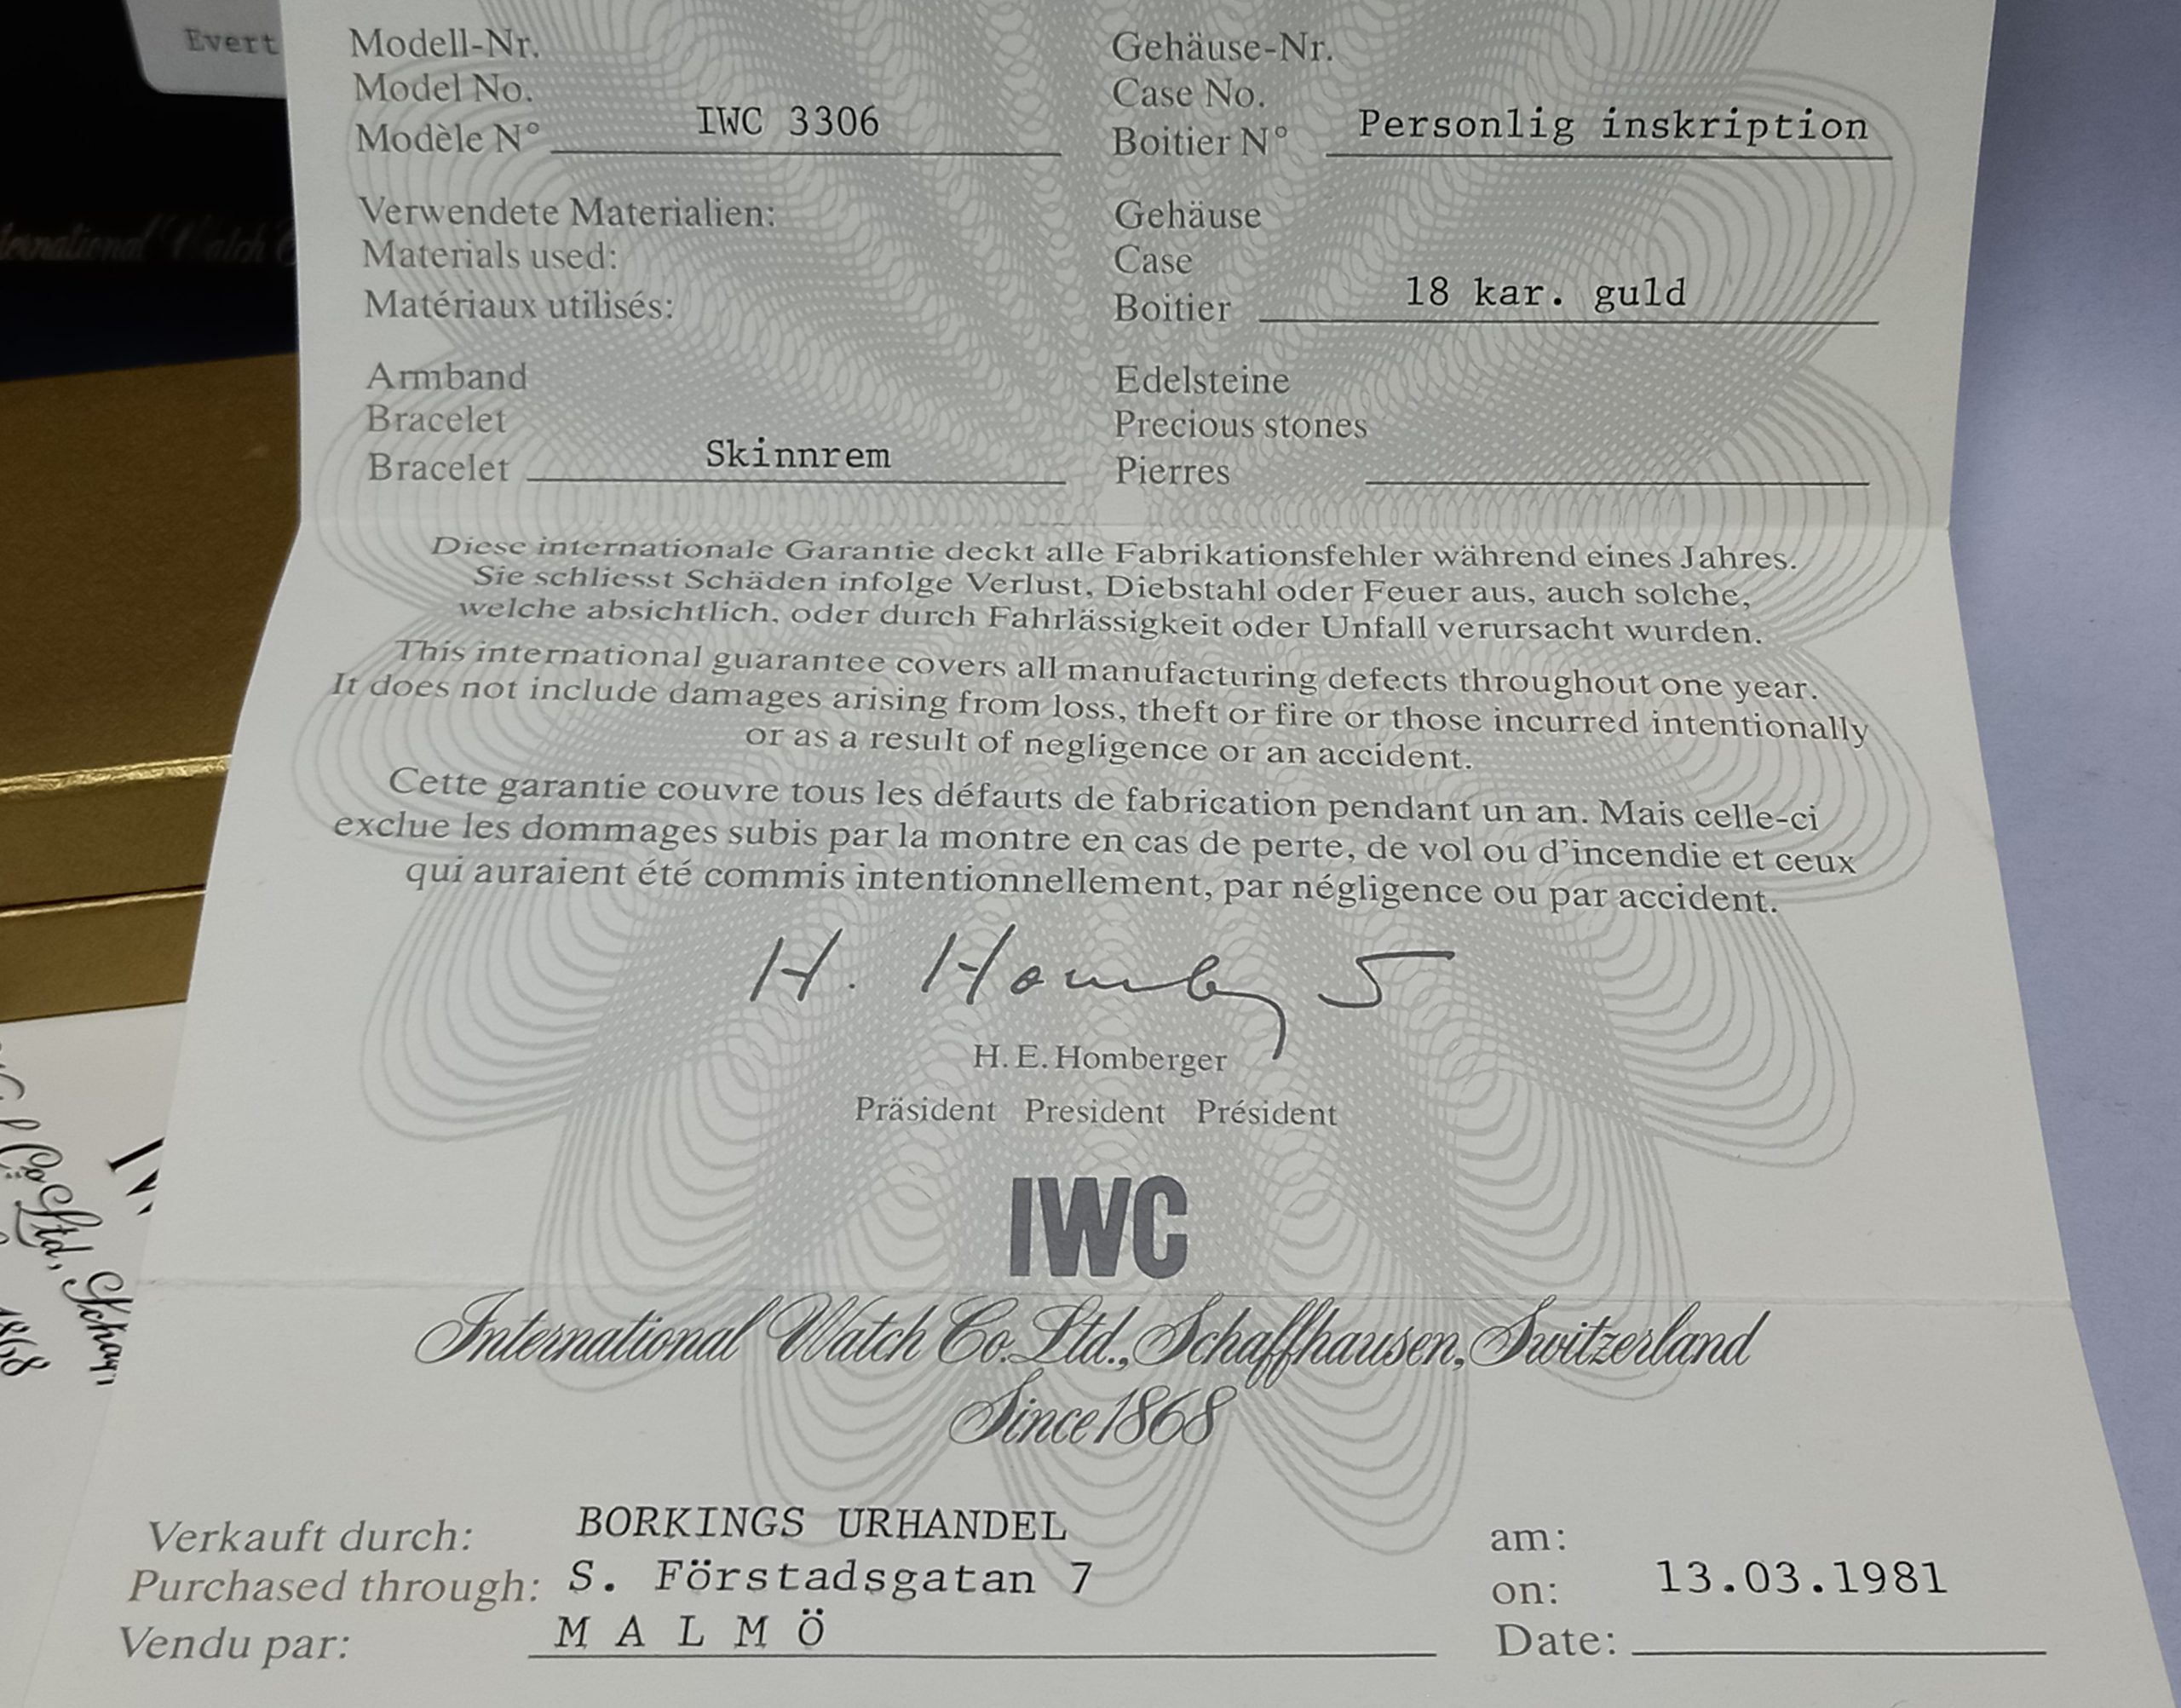 Evert
Modell-Nr.
Model No.
Modèle N° IWC 3306
Gehäuse-Nr.
Case No.
Boitier N° Personlig inskription
Verwendete Materialien:
Materials used:
Matériaux utilisés:
Gehäuse
Case
Boitier 18 kar. guld
Armband
Bracelet
Bracelet Skinnrem
Edelsteine
Precious stones
Pierres
Diese internationale Garantie deckt alle Fabrikationsfehler während eines Jahres.
Sie schliesst Schäden infolge Verlust, Diebstahl oder Feuer aus, auch solche,
welche absichtlich, oder durch Fahrlässigkeit oder Unfall verursacht wurden.
This international guarantee covers all manufacturing defects throughout one year.
It does not include damages arising from loss, theft or fire or those incurred intentionally
or as a result of negligence or an accident.
Cette garantie couvre tous les défauts de fabrication pendant un an. Mais celle-ci
exclue les dommages subis par la montre en cas de perte, de vol ou d'incendie et ceux
qui auraient été commis intentionnellement, par négligence ou par accident.
H. E. Homberger
Präsident President Président
IWC
International Watch Co. Ltd., Schaffhausen, Switzerland
Since 1868
Verkauft durch: BORKINGS URHANDEL
Purchased through: S. Förstadsgatan 7
Vendu par: MALMÖ
am:
on: 13.03.1981
Date:
Co. Ltd.,
1868